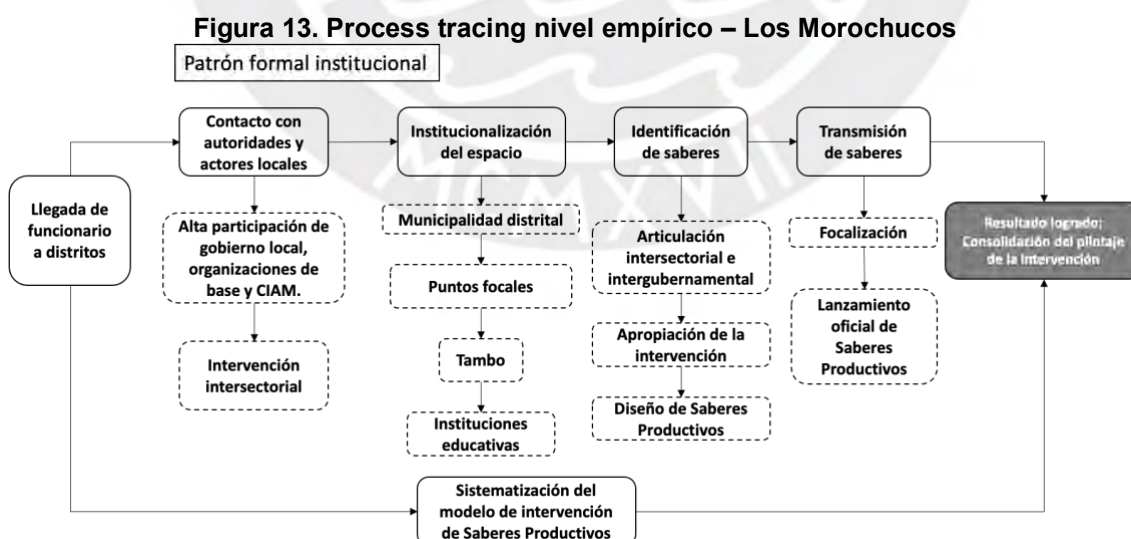 Figura 13. Process tracing nivel empírico – Los Morochucos
Patrón formal institucional
Llegada de
funcionario
a distritos
Contacto con
autoridades y
actores locales
Institucionalización
del espacio
Identificación
de saberes
Transmisión
de saberes
Alta participación de
gobierno local,
organizaciones de
base y CIAM.
Intervención
intersectorial
Municipalidad distrital
Puntos focales
Tambo
Instituciones
educativas
Articulación
intersectorial e
intergubernamental
Apropiación de la
intervención
Diseño de Saberes
Productivos
Focalización
Lanzamiento
oficial de
Saberes
Productivos
Resultado logrado:
Consolidación del pilotaje
de la intervención
Sistematización del
modelo de intervención
de Saberes Productivos
MCMXVII